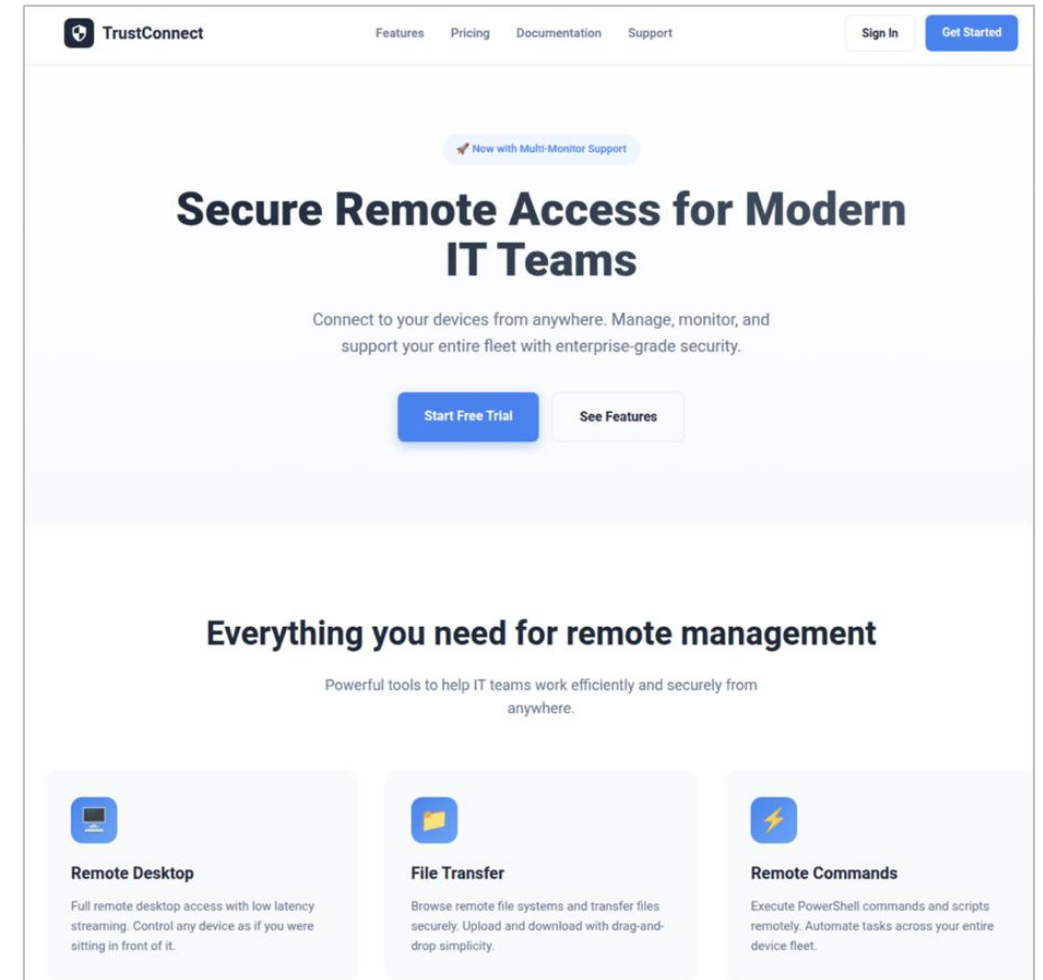 TrustConnect
Features Pricing Documentation Support
Sign In Get Started
🚀 Now with Multi-Monitor Support
Secure Remote Access for Modern
IT Teams
Connect to your devices from anywhere. Manage, monitor, and
support your entire fleet with enterprise-grade security.
Start Free Trial See Features
Everything you need for remote management
Powerful tools to help IT teams work efficiently and securely from
anywhere.
Remote Desktop
Full remote desktop access with low latency
streaming. Control any device as if you were
sitting in front of it.
File Transfer
Browse remote file systems and transfer files
securely. Upload and download with drag-and-
drop simplicity.
Remote Commands
Execute PowerShell commands and scripts
remotely. Automate tasks across your entire
device fleet.